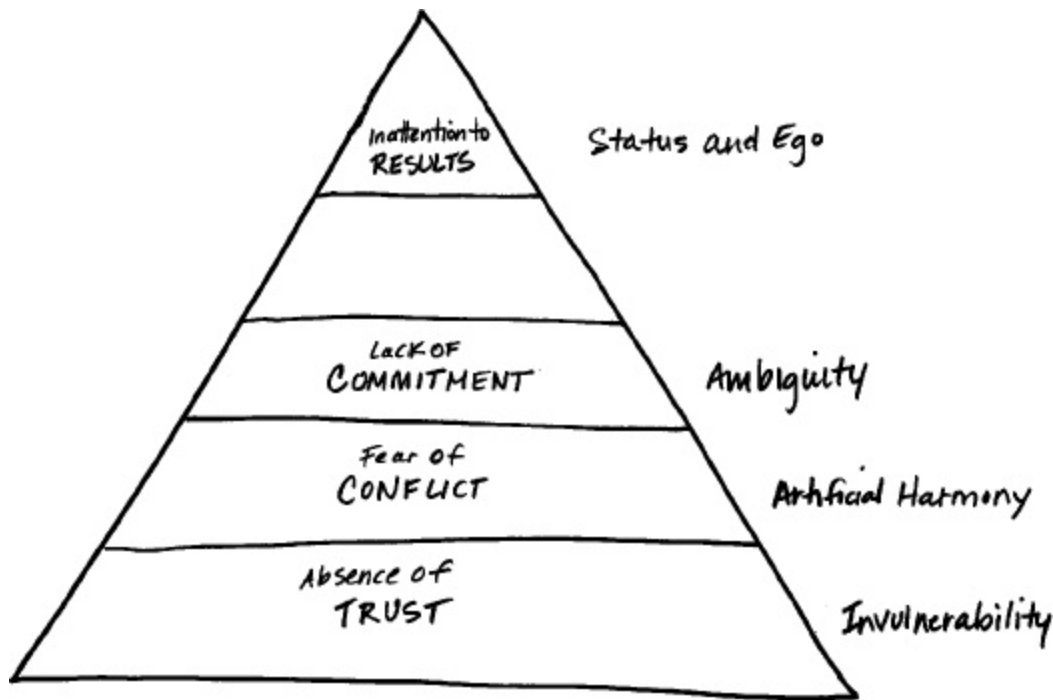 Inattention to
RESULTS
Status and Ego
Lack OF
COMMITMENT
Ambiguity
Fear of
CONFLICT
Artificial Harmony
Absence of
TRUST
Invulnerability